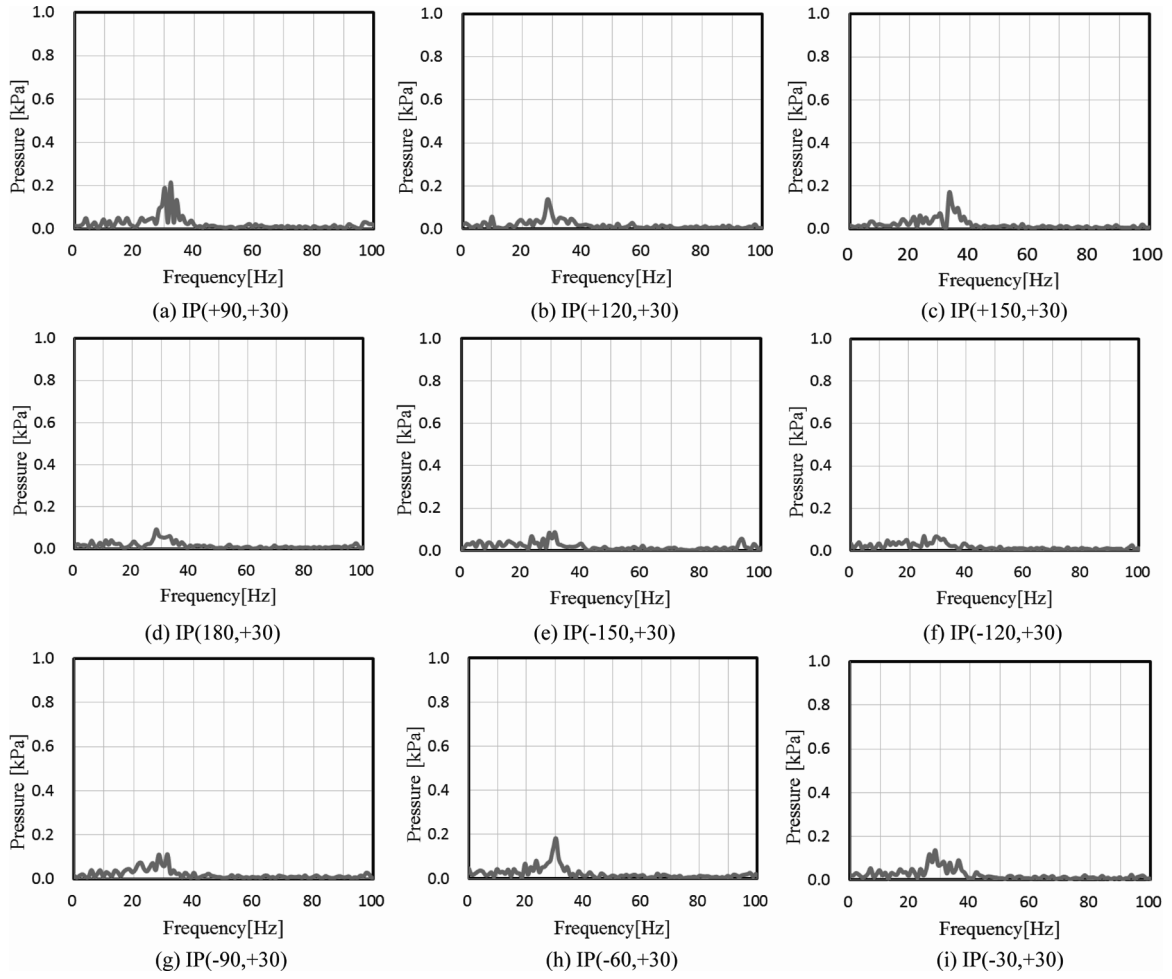 1.0
0.8
0.6
0.4
0.2
0.0
Pressure [kPa]
0 20 40 60 80 100
Frequency[Hz]
(a) IP(+90,+30)
1.0
0.8
0.6
0.4
0.2
0.0
Pressure [kPa]
0 20 40 60 80 100
Frequency[Hz]
(b) IP(+120,+30)
1.0
0.8
0.6
0.4
0.2
0.0
Pressure [kPa]
0 20 40 60 80 100
Frequency[Hz]
(c) IP(+150,+30)
1.0
0.8
0.6
0.4
0.2
0.0
Pressure [kPa]
0 20 40 60 80 100
Frequency[Hz]
(d) IP(180,+30)
1.0
0.8
0.6
0.4
0.2
0.0
Pressure [kPa]
0 20 40 60 80 100
Frequency[Hz]
(e) IP(-150,+30)
1.0
0.8
0.6
0.4
0.2
0.0
Pressure [kPa]
0 20 40 60 80 100
Frequency[Hz]
(f) IP(-120,+30)
1.0
0.8
0.6
0.4
0.2
0.0
Pressure [kPa]
0 20 40 60 80 100
Frequency[Hz]
(g) IP(-90,+30)
1.0
0.8
0.6
0.4
0.2
0.0
Pressure [kPa]
0 20 40 60 80 100
Frequency[Hz]
(h) IP(-60,+30)
1.0
0.8
0.6
0.4
0.2
0.0
Pressure [kPa]
0 20 40 60 80 100
Frequency[Hz]
(i) IP(-30,+30)